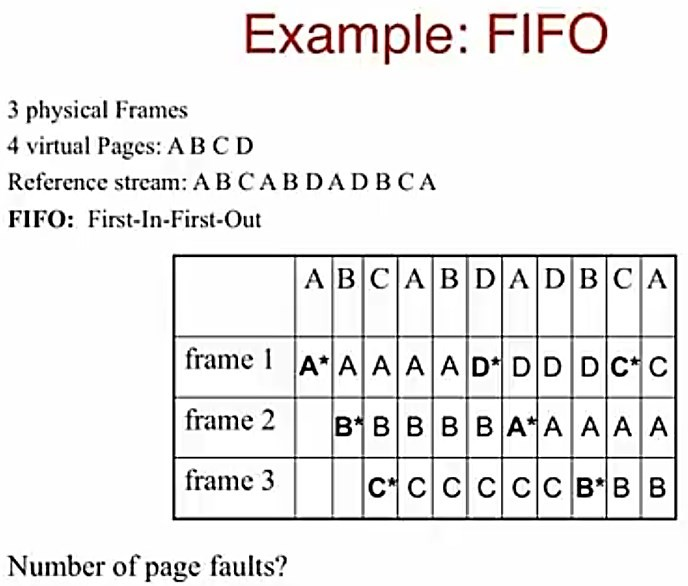 Example: FIFO
3 physical Frames
4 virtual Pages: A B C D
Reference stream: A B C A B D A D B C A
FIFO: First-In-First-Out
A B C A B D A D B C A
frame 1 A* A A A A D* D D D C* C
frame 2 B* B B B B A* A A A A
frame 3 C* C C C C C B* B B
Number of page faults?